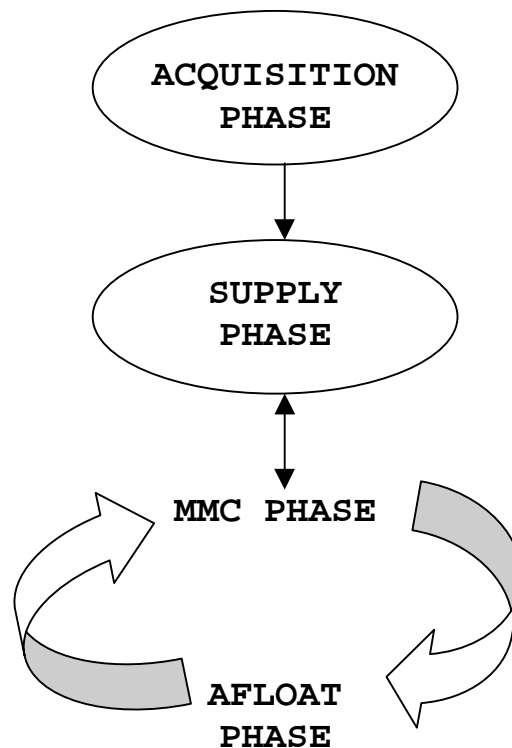 ACQUISITION
PHASE
SUPPLY
PHASE
MMC PHASE
AFLOAT
PHASE